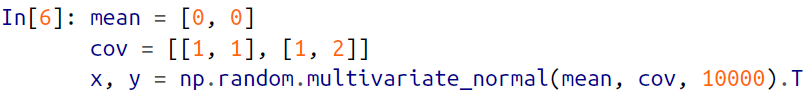 In[6]: mean = [0, 0]
cov = [[1, 1], [1, 2]]
x, y = np.random.multivariate_normal(mean, cov, 10000).T